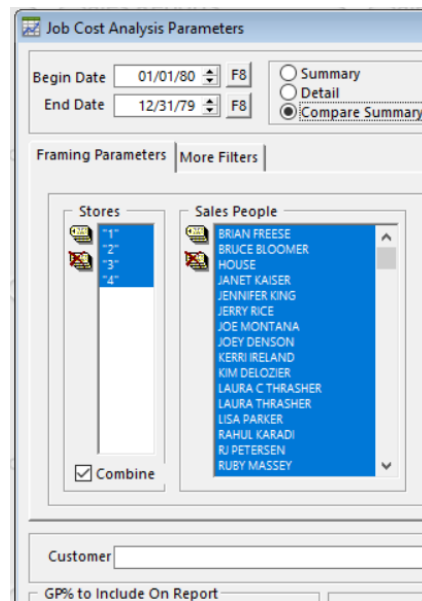 Job Cost Analysis Parameters
Begin Date 01/01/80 F8
End Date 12/31/79 F8
Summary
Detail
Compare Summary
Framing Parameters More Filters
Stores
"1"
"2"
"3"
"4"
Combine
Sales People
BRIAN FREESE
BRUCE BLOOMER
HOUSE
JANET KAISER
JENNIFER KING
JERRY RICE
JOE MONTANA
JOEY DENSON
KERRI IRELAND
KIM DELOZIER
LAURA C THRASHER
LAURA THRASHER
LISA PARKER
RAHUL KARADI
RJ PETERSEN
RUBY MASSEY
Customer
GP% to Include On Report